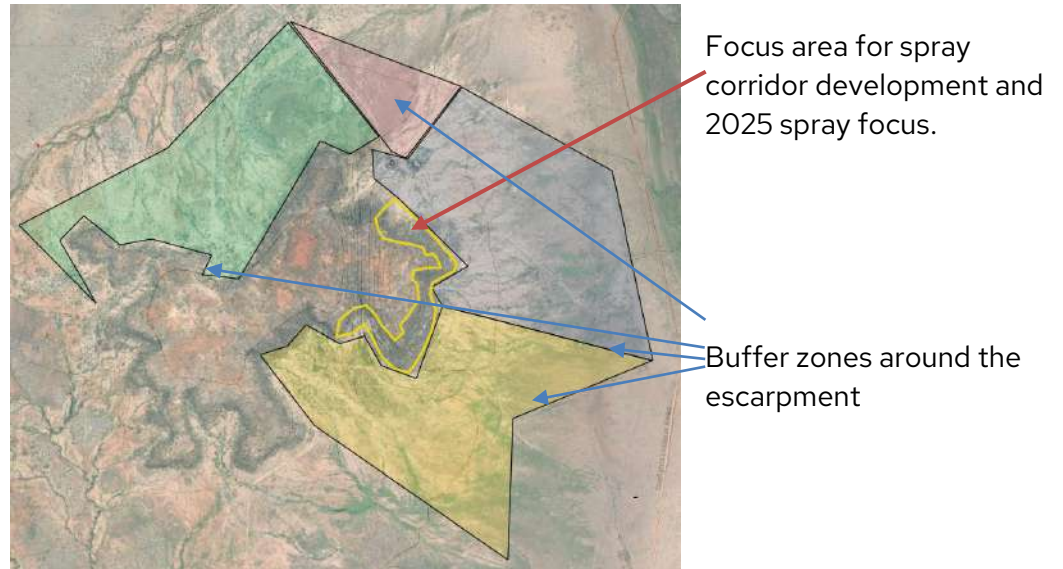 Focus area for spray
corridor development and
2025 spray focus.
Buffer zones around the
escarpment